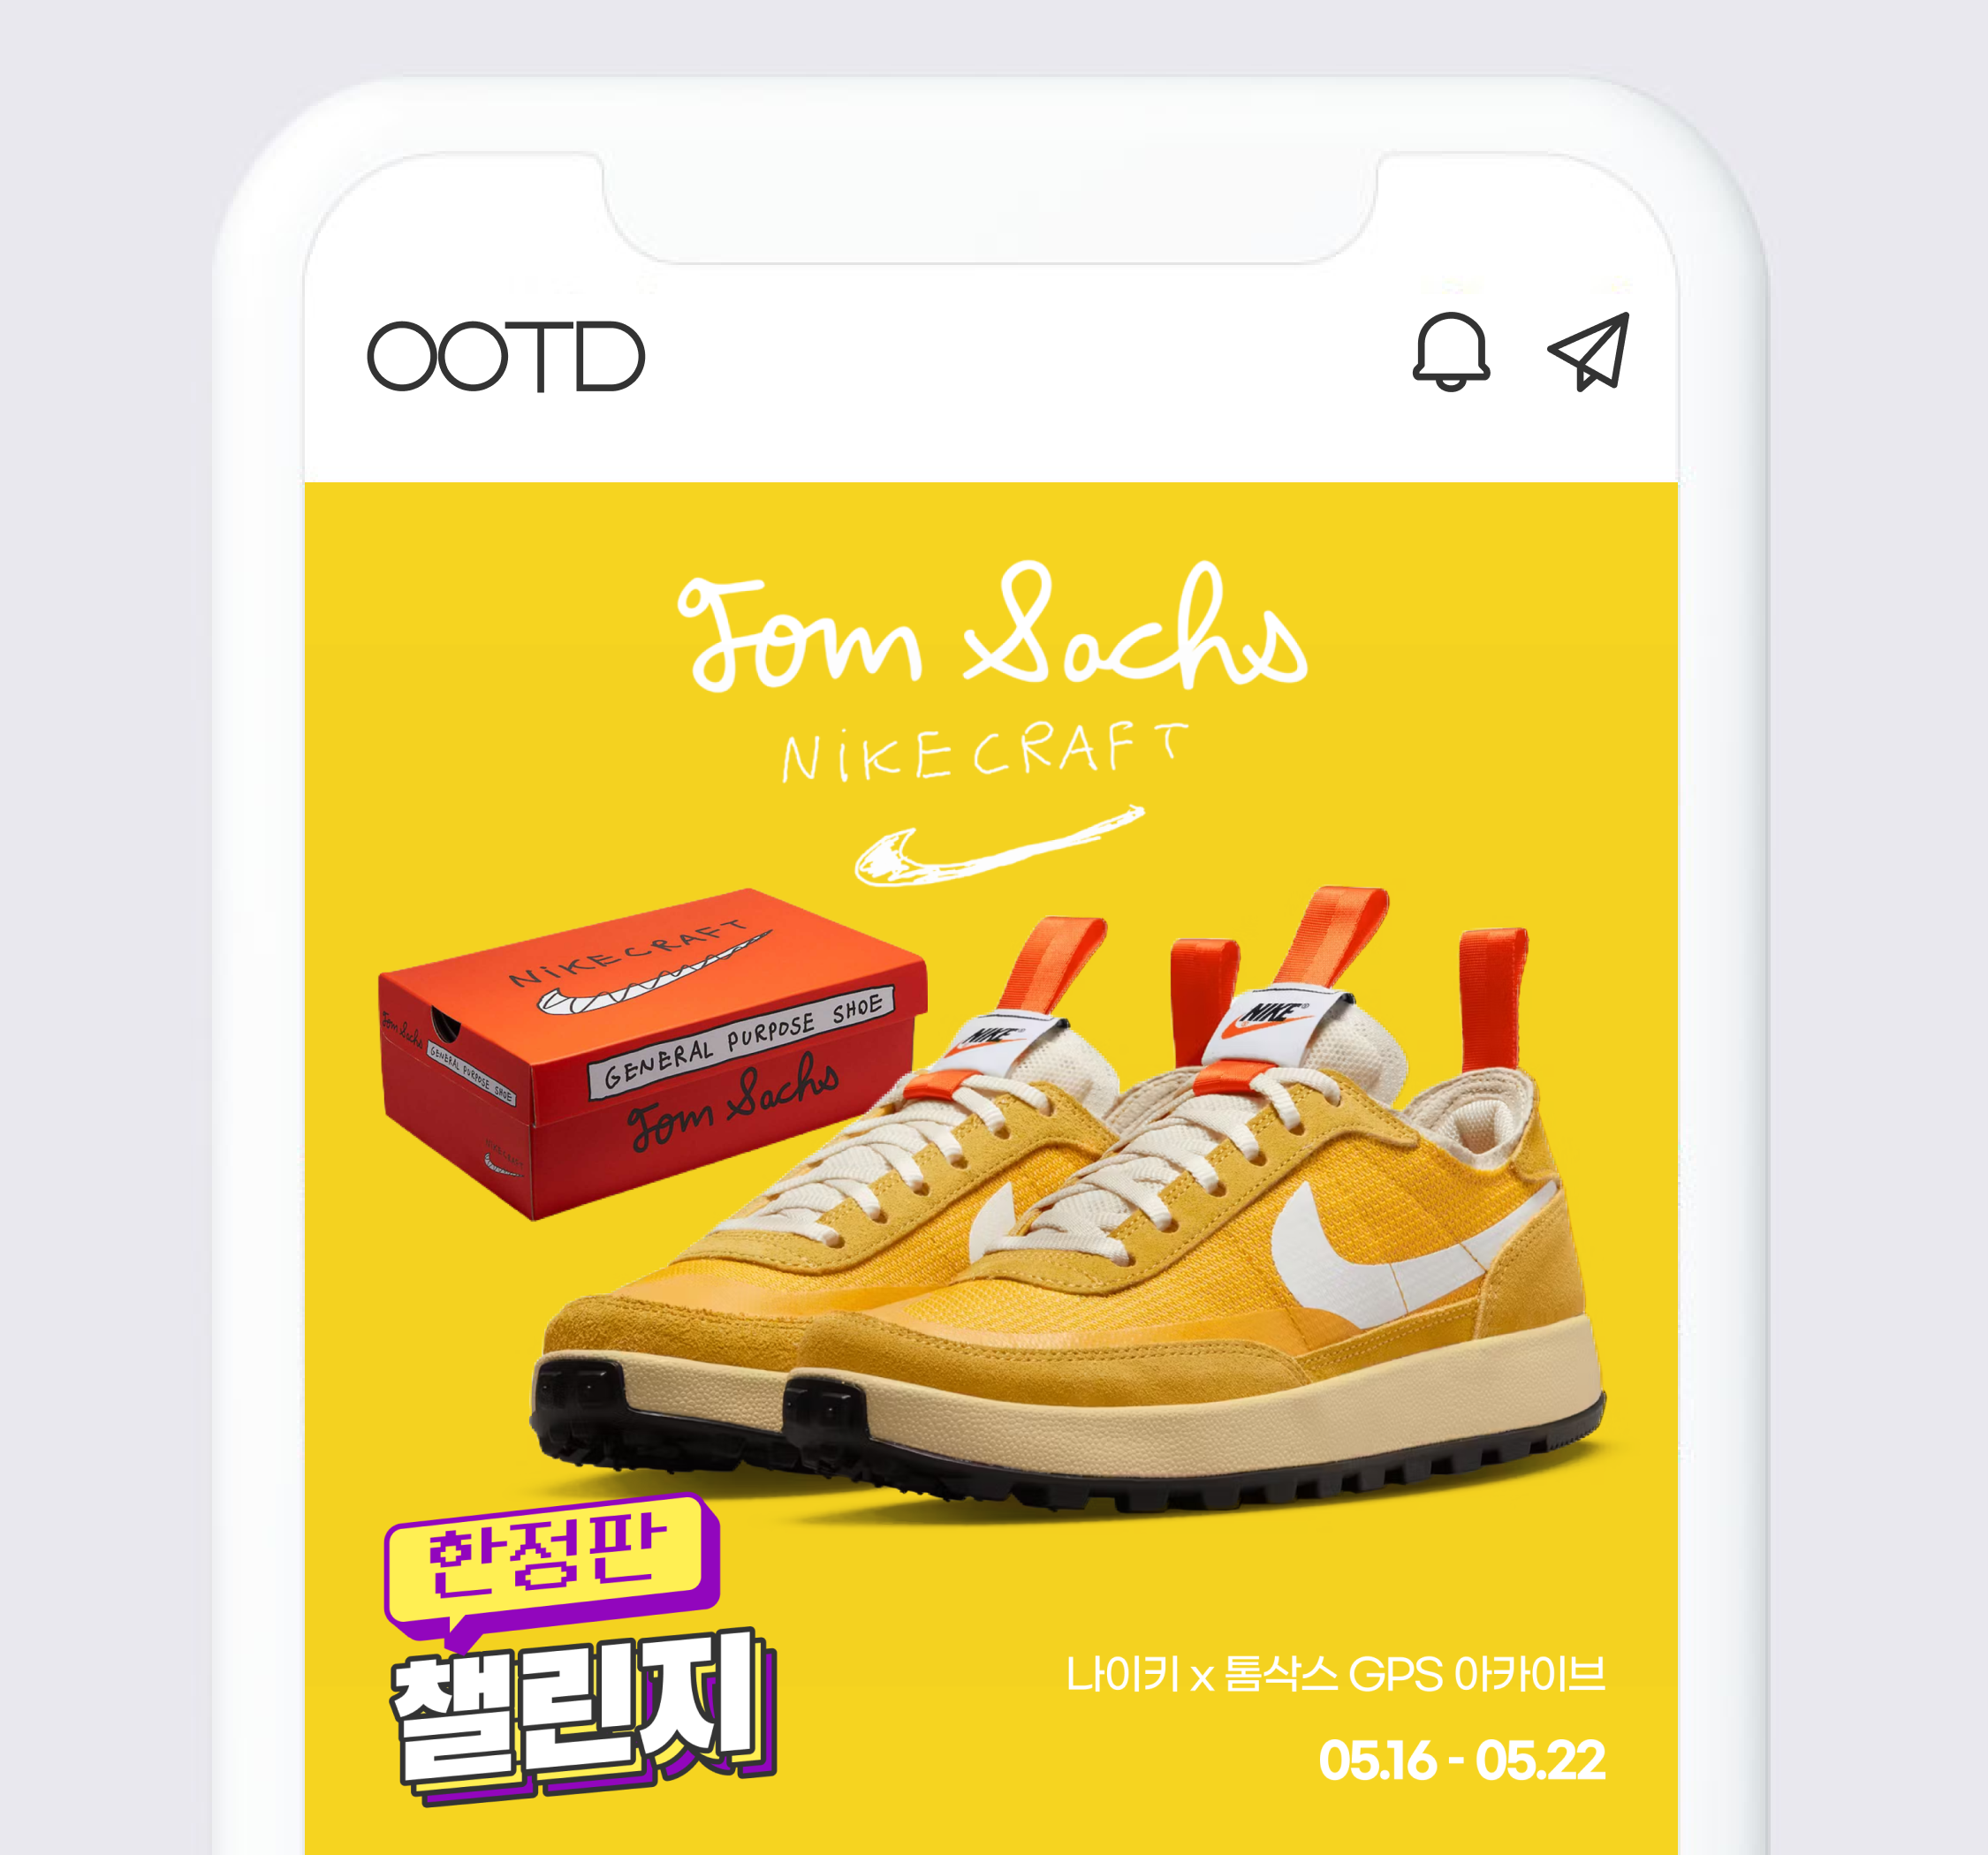 OOTD
Tom Sachs
NiKECRAFT
NiKECRAFT
GENERAL PURPOSE SHOE
Tom Sachs
Tom Sachs
GENERAL PURPOSE SHOE
NIKE®
NIKE®
한정판
챌린지
나이키 x 톰삭스 GPS 아카이브
05.16 - 05.22